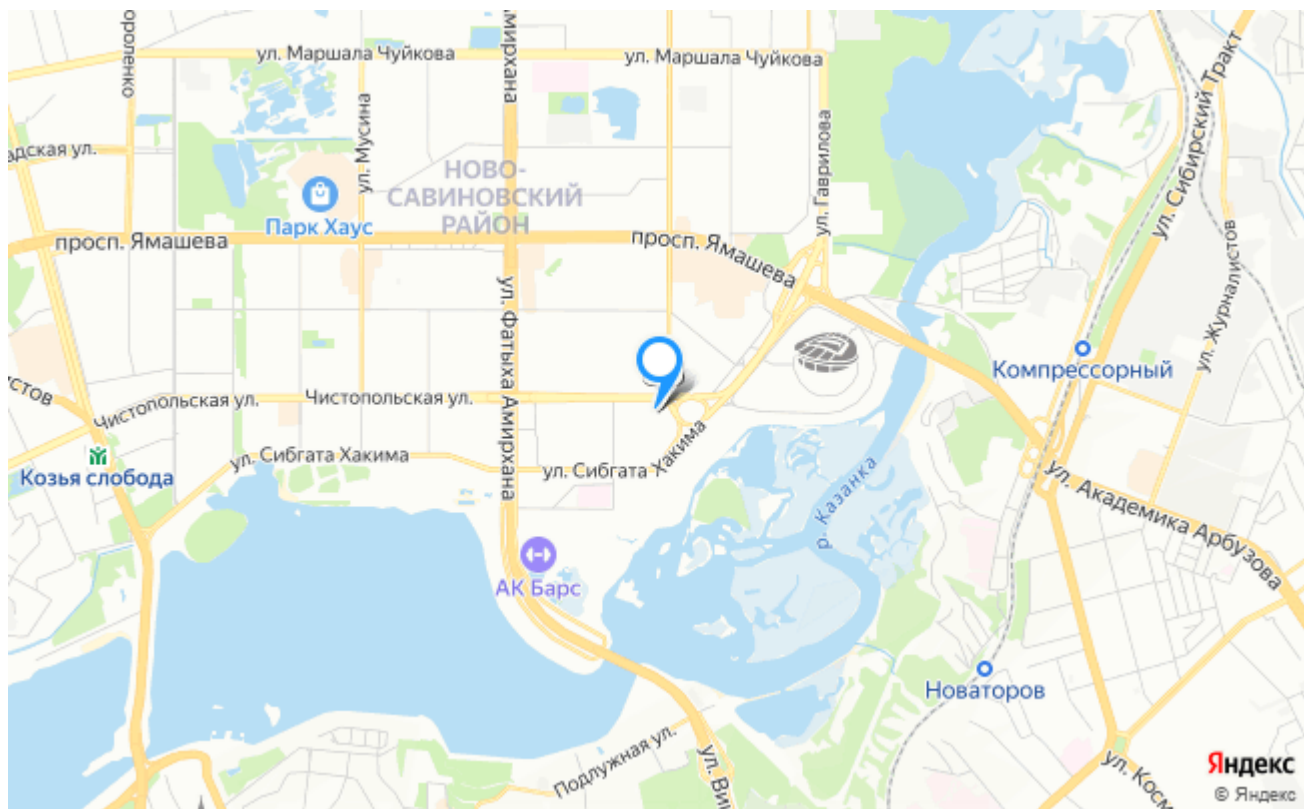 ороленко
ул. Маршала Чуйкова
Амирхана
ул. Маршала Чуйкова
ул. Сибирский Тракт
адская ул.
ул. Мусина
НОВО-
САВИНОВСКИЙ
РАЙОН
ул. Гаврилова
ул. Журналистов
Парк Хаус
просп. Ямашева
просп. Ямашева
ул. Фатыха Амирхана
Компрессорный
истов
Чистопольская ул.
Чистопольская ул.
Козья слобода
ул. Сибгата Хакима
ул. Сибгата Хакима
р. Казанка
ул. Академика Арбузова
АК Барс
Новаторов
Подлужная ул.
ул. Ви
ул. Косм
Яндекс
© Яндекс